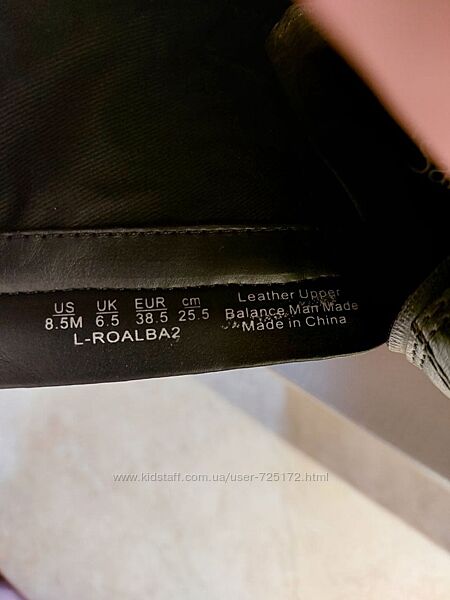 Sa
US UK EUR cm
8.5M 6.5 38.5 25.5
L-ROALBA2
Leather Upper
Balance Man Made
Made in China
www.kidstaff.com.ua/user-725172.html